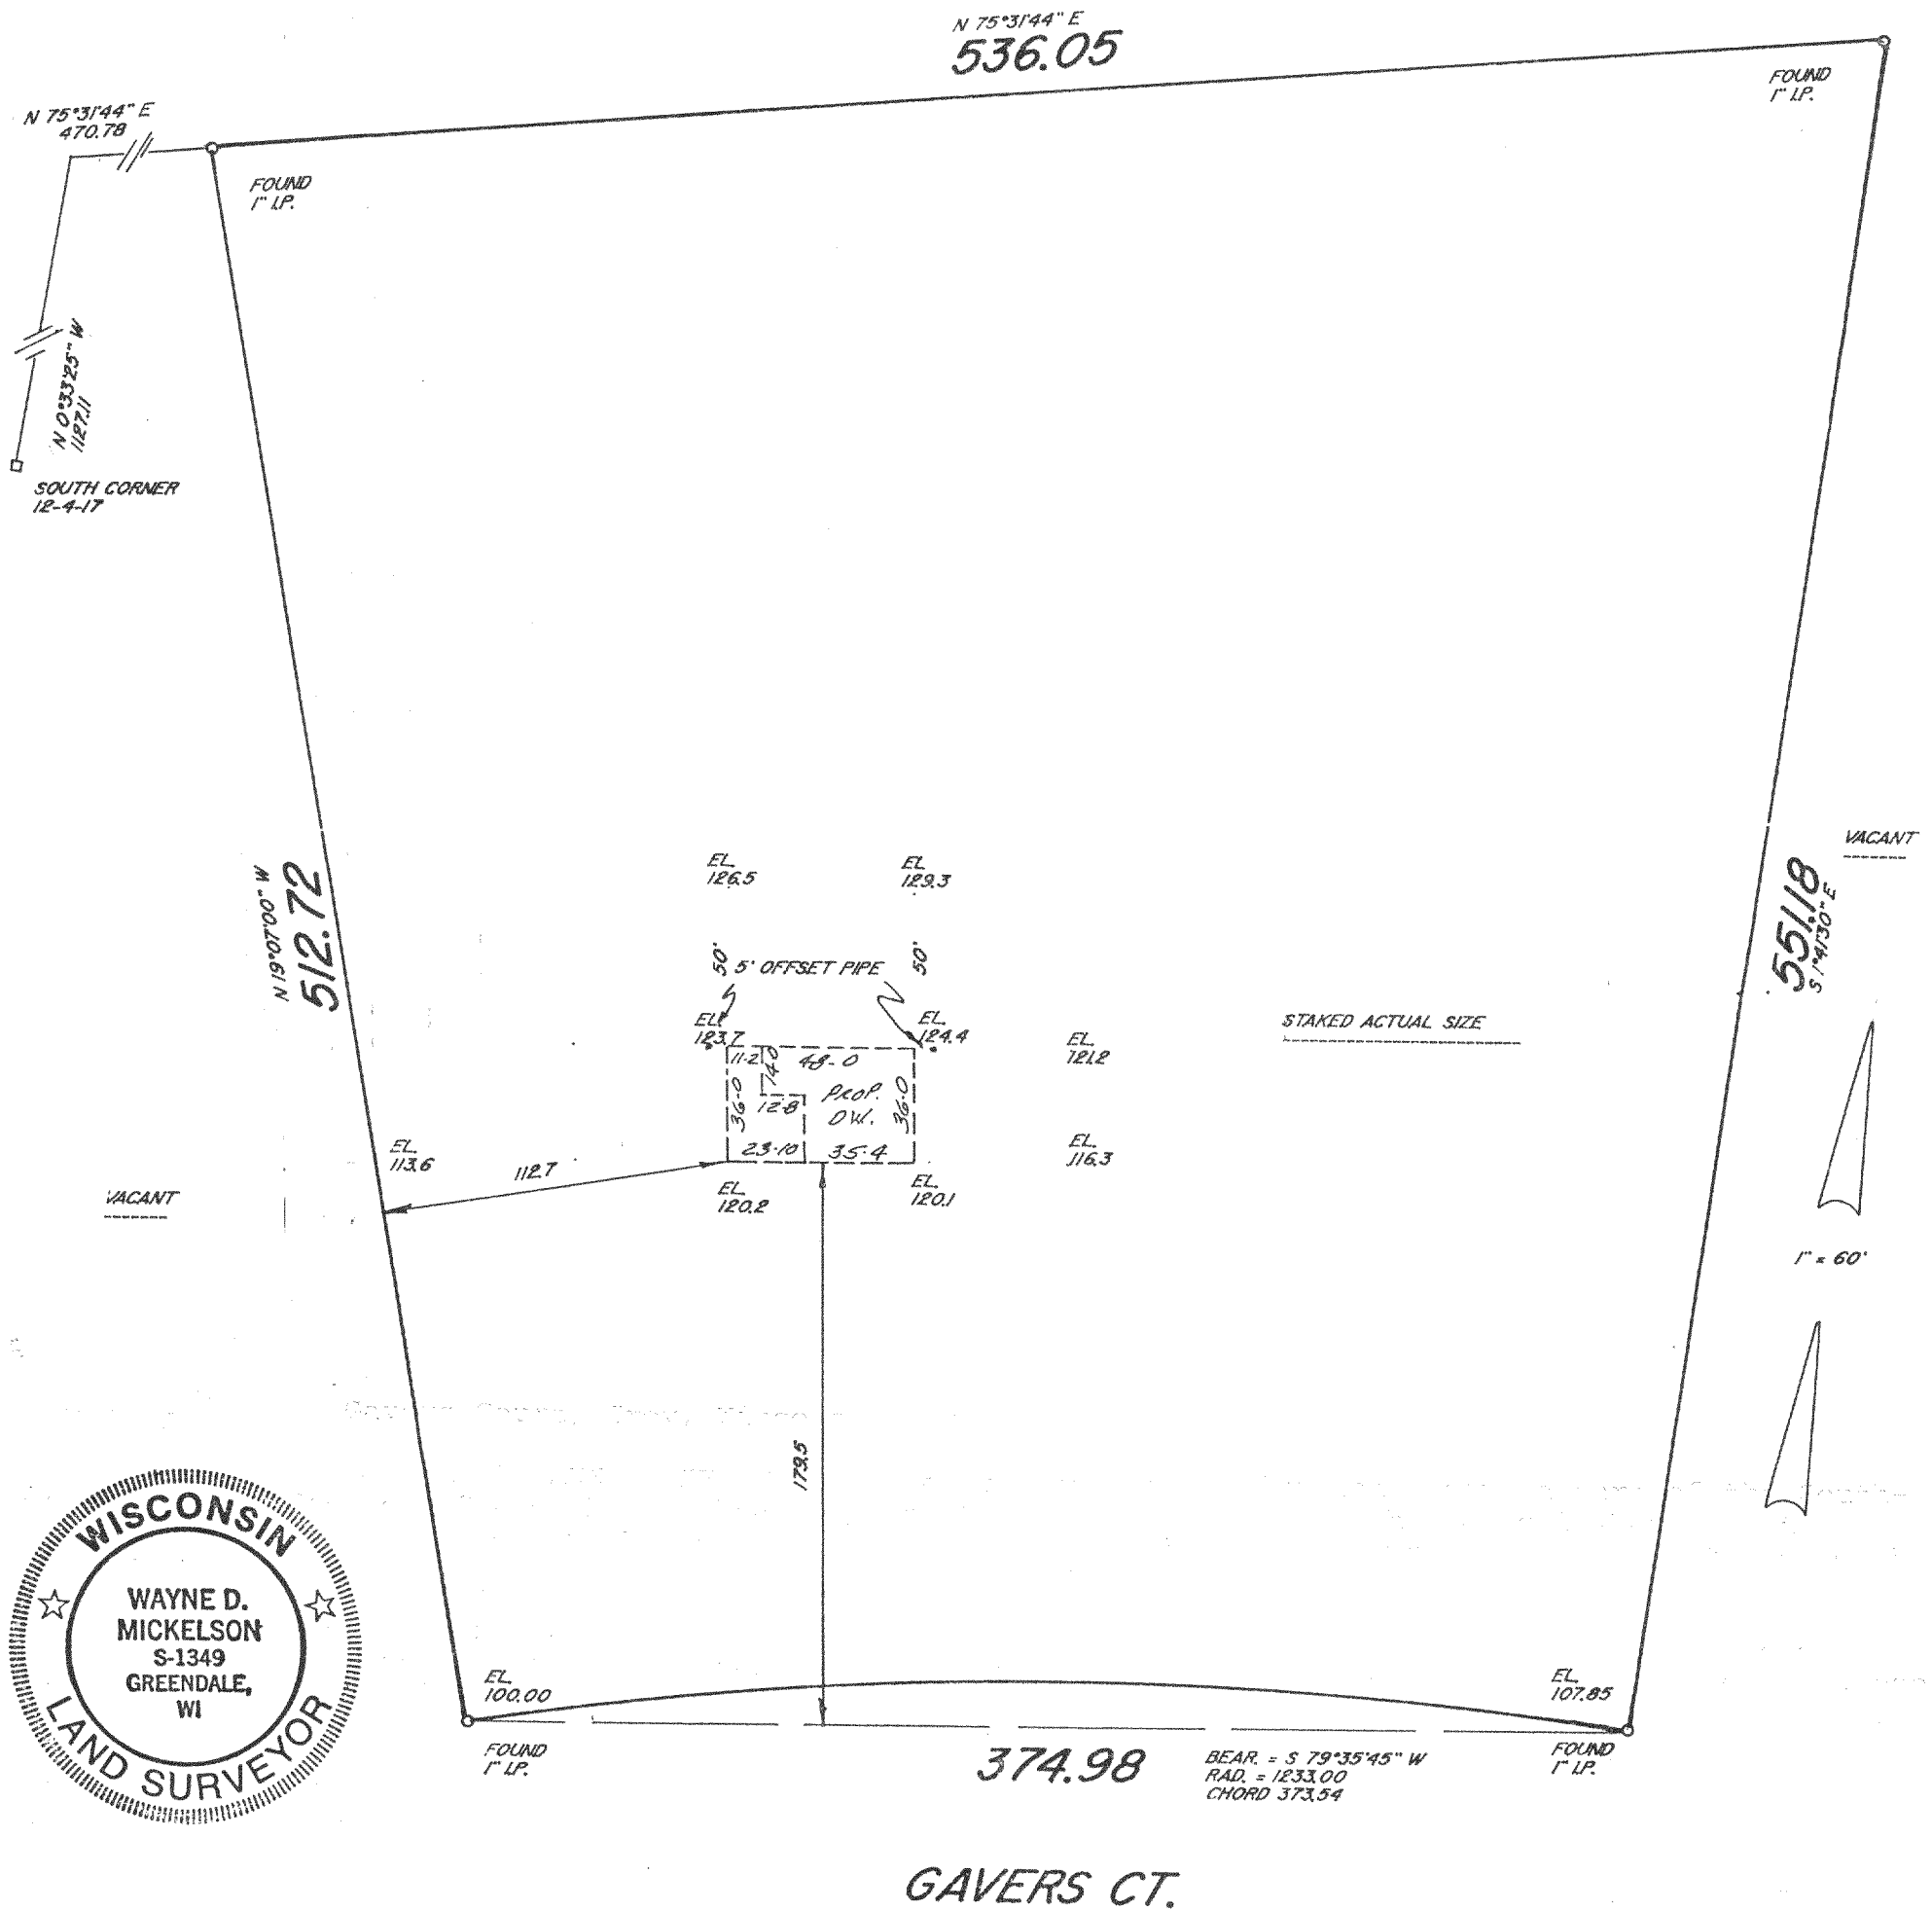 N 75°31'44" E
536.05
FOUND
1" I.P.
N 75°31'44" E
470.78
FOUND
1" I.P.
N 0°33'25" W
1127.11
SOUTH CORNER
12-4-17
VACANT
N 19°07'00" W
512.72
551.18
S 1°41'30" E
EL.
126.5
EL.
129.3
50'
5' OFFSET PIPE
50'
STAKED ACTUAL SIZE
EL.
123.7
EL.
124.4
EL.
121.2
11-2
14-0
48-0
36-0
12-8
PROP.
DW.
36-0
23-10
35-4
EL.
113.6
EL.
116.3
112.7
VACANT
EL.
120.2
EL.
120.1
1" = 60'
179.5
WISCONSIN
WAYNE D.
MICKELSON
S-1349
GREENDALE,
WI
LAND SURVEYOR
EL.
100.00
EL.
107.85
FOUND
1" I.P.
374.98
BEAR. = S 79°35'45" W
RAD. = 1233.00
CHORD 373.54
FOUND
1" I.P.
GAVERS CT.